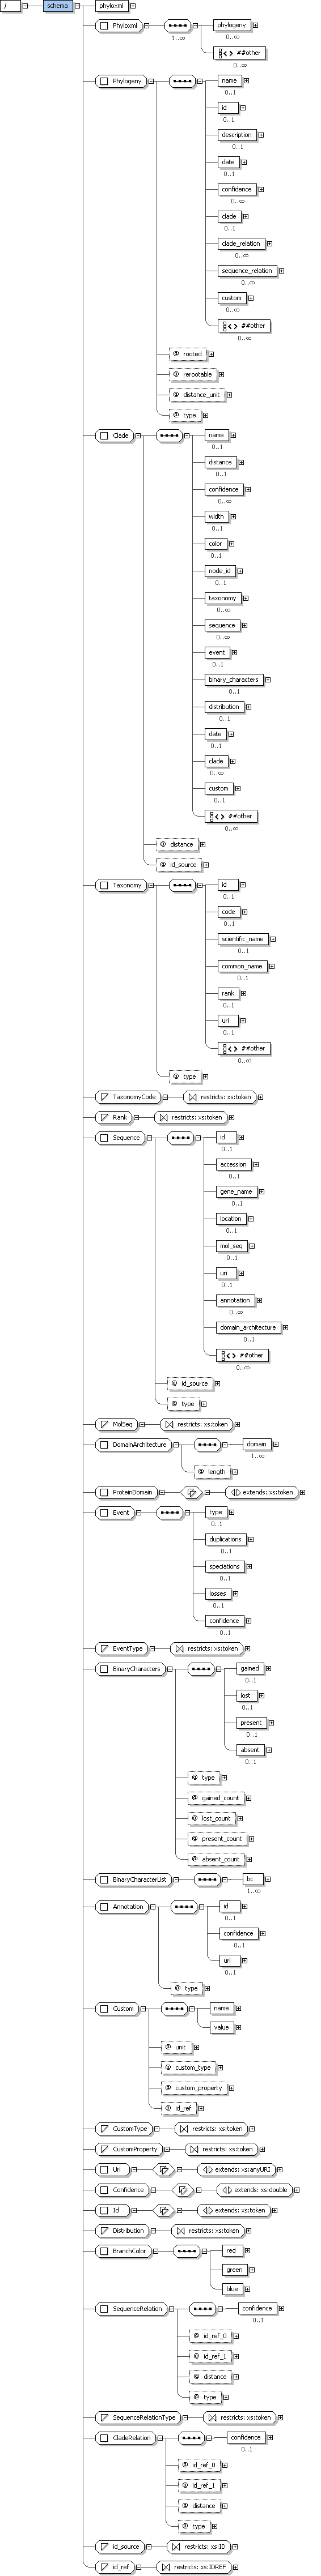 / schema phyloxml
Phyloxml phylogeny
1..∞ 0..∞
##other
0..∞
Phylogeny name
0..1
id
0..1
description
0..1
date
0..1
confidence
0..∞
clade
0..1
clade_relation
0..∞
sequence_relation
0..∞
custom
0..∞
##other
0..∞
@ rooted
@ rerootable
@ distance_unit
@ type
Clade name
0..1
distance
0..1
confidence
0..∞
width
0..1
color
0..1
node_id
0..1
taxonomy
0..∞
sequence
0..∞
event
0..1
binary_characters
0..1
distribution
0..1
date
0..1
clade
0..∞
custom
0..1
##other
0..∞
@ distance
@ id_source
Taxonomy id
0..1
code
0..1
scientific_name
0..1
common_name
0..1
rank
0..1
uri
0..1
##other
0..∞
@ type
TaxonomyCode restricts: xs:token
Rank restricts: xs:token
Sequence id
0..1
accession
0..1
gene_name
0..1
location
0..1
mol_seq
0..1
uri
0..1
annotation
0..∞
domain_architecture
0..1
##other
0..∞
@ id_source
@ type
MolSeq restricts: xs:token
DomainArchitecture domain
1..∞
@ length
ProteinDomain extends: xs:token
Event type
0..1
duplications
0..1
speciations
0..1
losses
0..1
confidence
0..1
EventType restricts: xs:token
BinaryCharacters gained
0..1
lost
0..1
present
0..1
absent
0..1
@ type
@ gained_count
@ lost_count
@ present_count
@ absent_count
BinaryCharacterList bc
1..∞
Annotation id
0..1
confidence
0..1
uri
0..1
@ type
Custom name
value
@ unit
@ custom_type
@ custom_property
@ id_ref
CustomType restricts: xs:token
CustomProperty restricts: xs:token
Uri extends: xs:anyURI
Confidence extends: xs:double
Id extends: xs:token
Distribution restricts: xs:token
BranchColor red
green
blue
SequenceRelation confidence
0..1
@ id_ref_0
@ id_ref_1
@ distance
@ type
SequenceRelationType restricts: xs:token
CladeRelation confidence
0..1
@ id_ref_0
@ id_ref_1
@ distance
@ type
id_source restricts: xs:ID
id_ref restricts: xs:IDREF